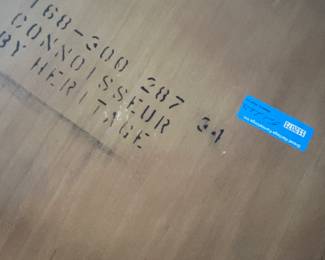 168-300 287 34
CONNOISSEUR
BY HERITAGE